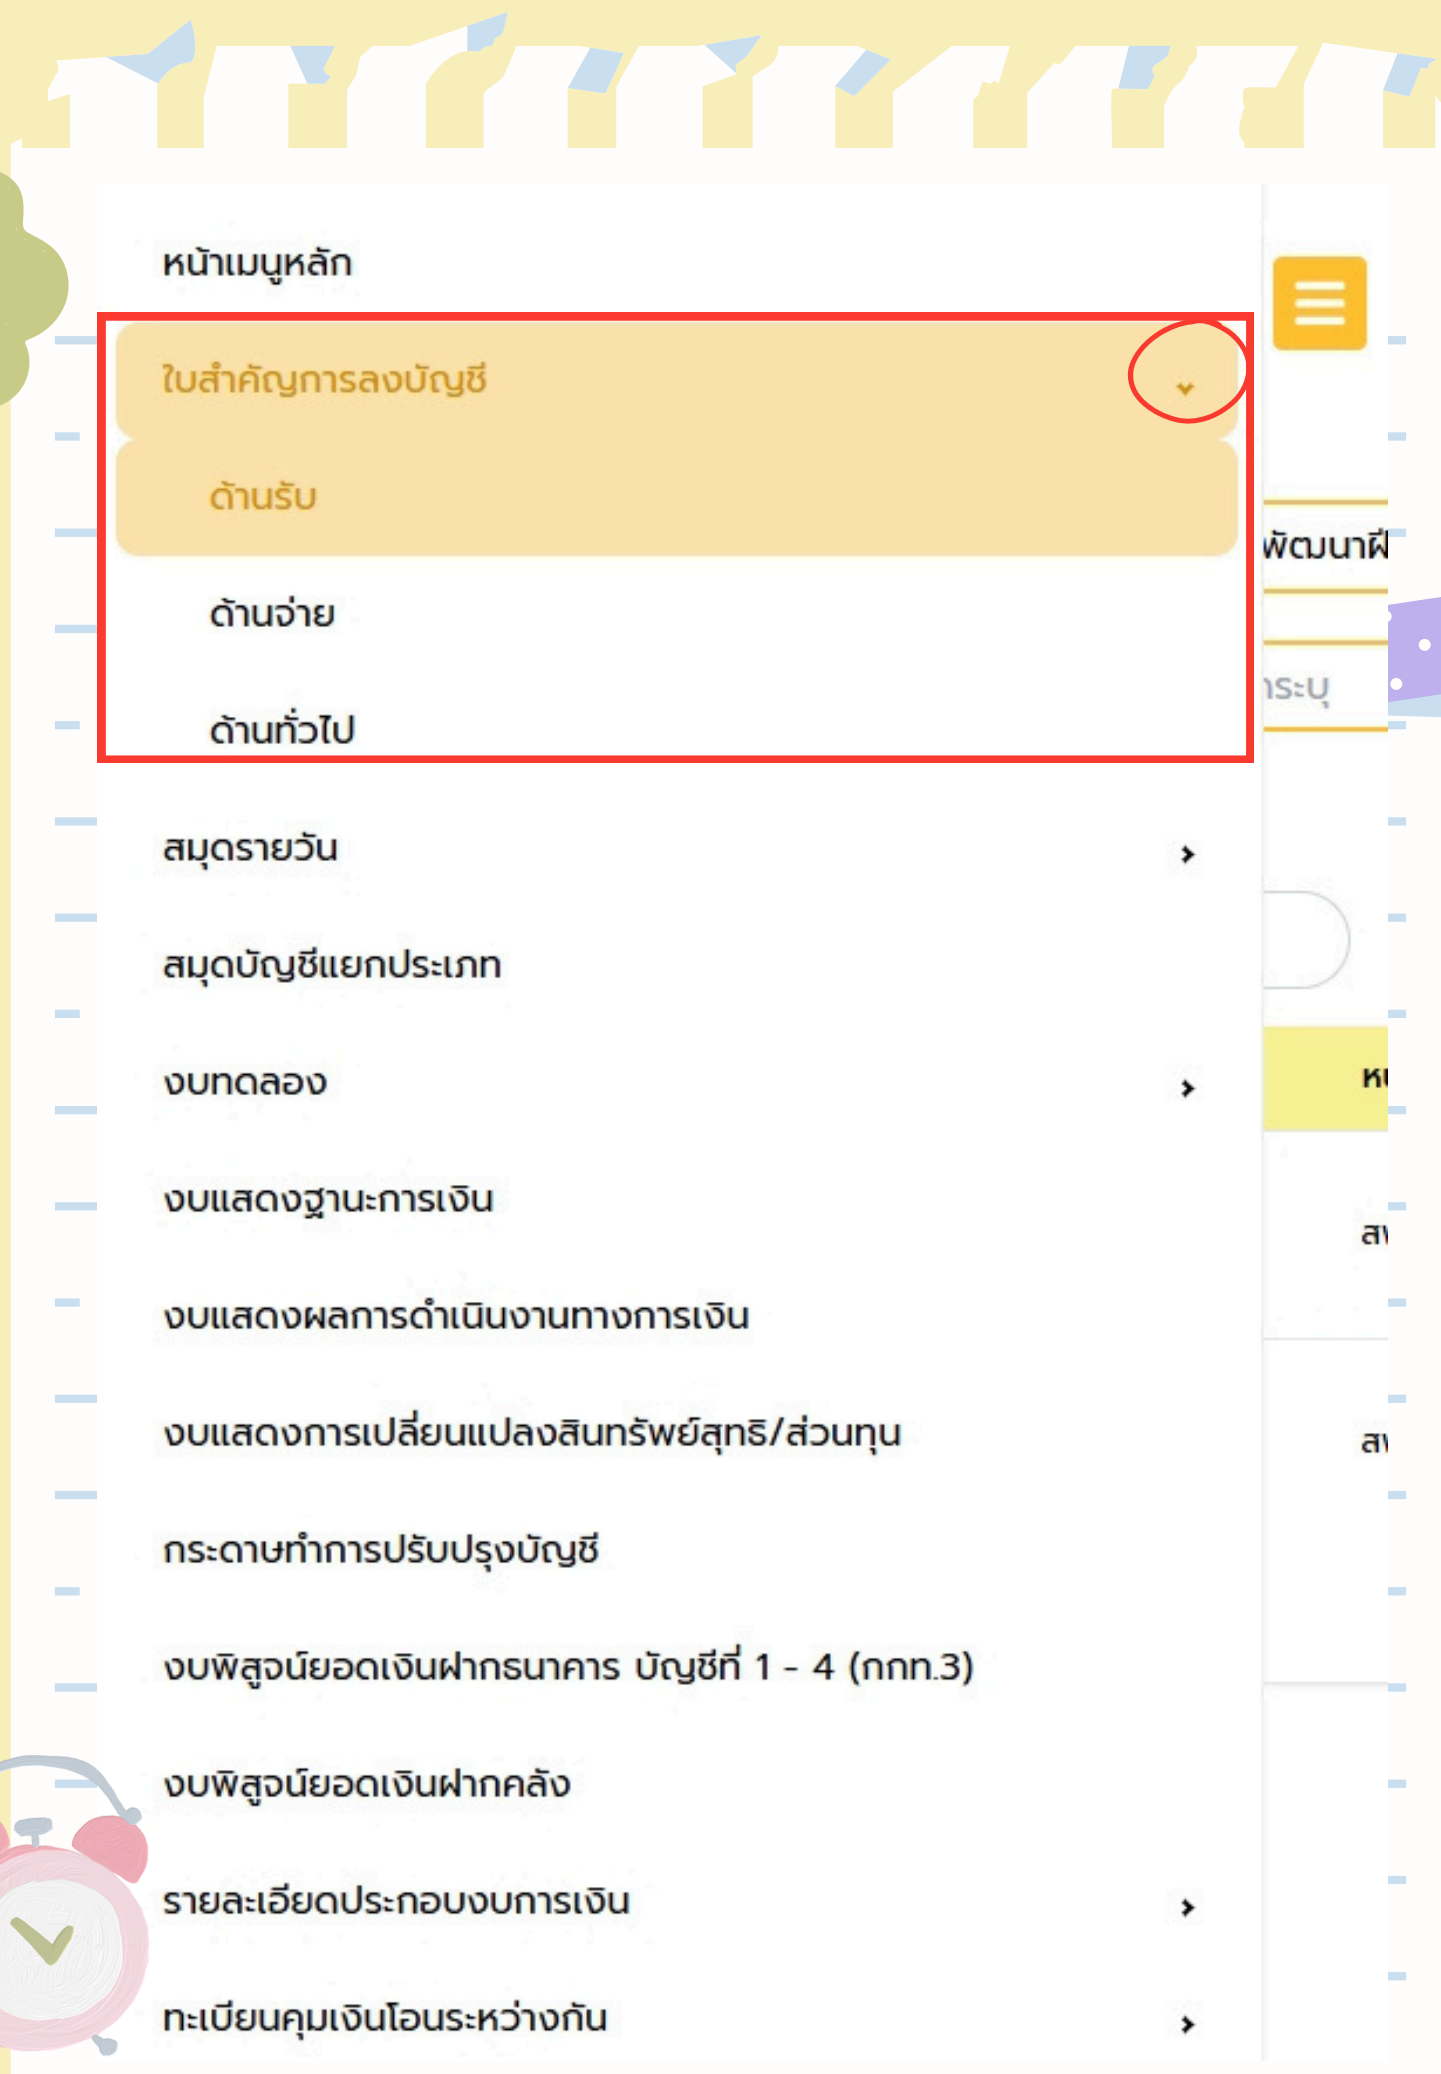 หน้าเมนูหลัก
ใบสำคัญการลงบัญชี
ด้านรับ
ด้านจ่าย
ด้านทั่วไป
สมุดรายวัน
สมุดบัญชีแยกประเภท
งบทดลอง
งบแสดงฐานะการเงิน
งบแสดงผลการดำเนินงานทางการเงิน
งบแสดงการเปลี่ยนแปลงสินทรัพย์สุทธิ/ส่วนทุน
กระดาษทำการปรับปรุงบัญชี
งบพิสูจน์ยอดเงินฝากธนาคาร บัญชีที่ 1 - 4 (กกท.3)
งบพิสูจน์ยอดเงินฝากคลัง
รายละเอียดประกอบงบการเงิน
ทะเบียนคุมเงินโอนระหว่างกัน
พัฒนาฝี
ระบุ